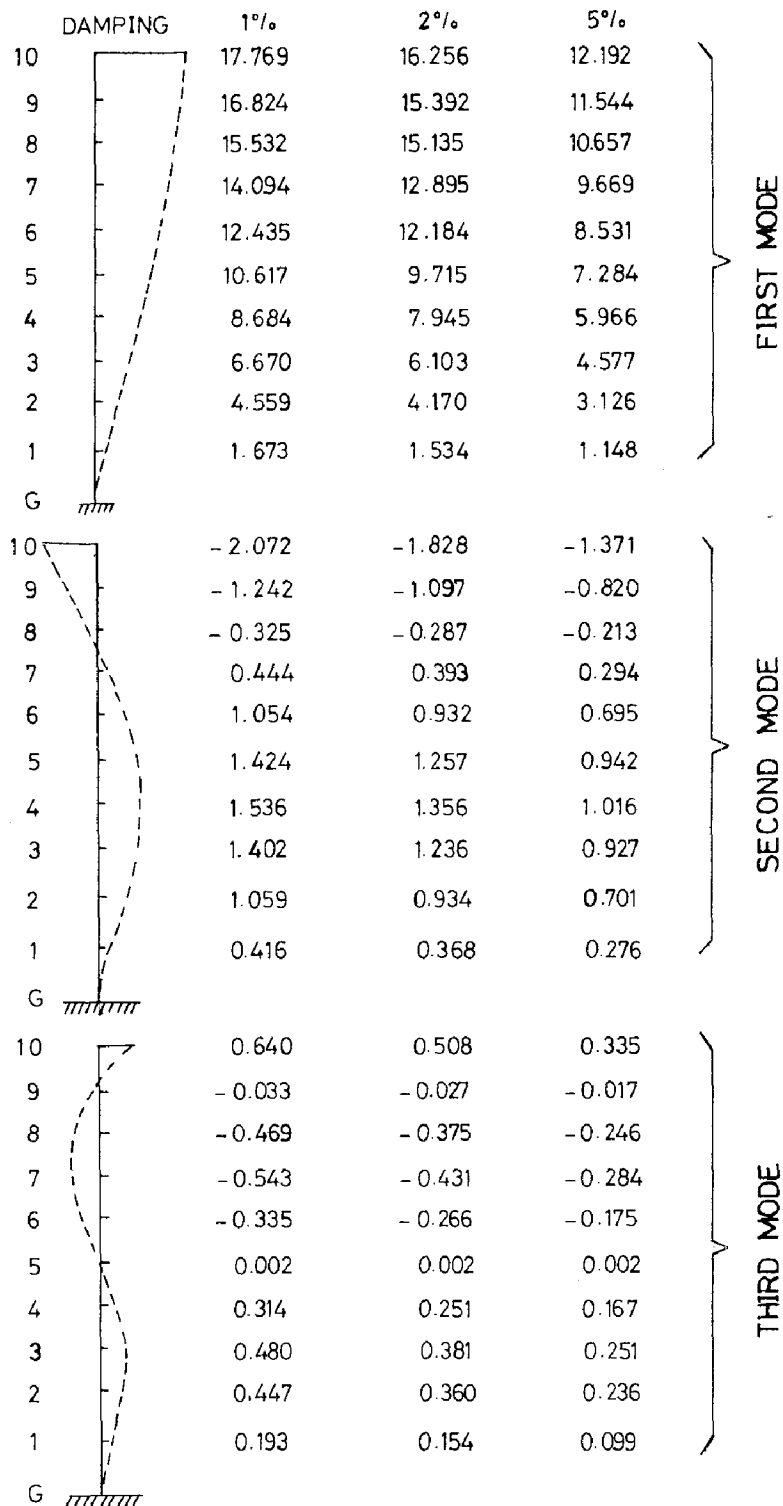 DAMPING 1% 2% 5%
10 17.769 16.256 12.192
9 16.824 15.392 11.544
8 15.532 15.135 10.657
7 14.094 12.895 9.669
6 12.435 12.184 8.531
5 10.617 9.715 7.284
4 8.684 7.945 5.966
3 6.670 6.103 4.577
2 4.559 4.170 3.126
1 1.673 1.534 1.148
G
FIRST MODE
10 -2.072 -1.828 -1.371
9 -1.242 -1.097 -0.820
8 -0.325 -0.287 -0.213
7 0.444 0.393 0.294
6 1.054 0.932 0.695
5 1.424 1.257 0.942
4 1.536 1.356 1.016
3 1.402 1.236 0.927
2 1.059 0.934 0.701
1 0.416 0.368 0.276
G
SECOND MODE
10 0.640 0.508 0.335
9 -0.033 -0.027 -0.017
8 -0.469 -0.375 -0.246
7 -0.543 -0.431 -0.284
6 -0.335 -0.266 -0.175
5 0.002 0.002 0.002
4 0.314 0.251 0.167
3 0.480 0.381 0.251
2 0.447 0.360 0.236
1 0.193 0.154 0.099
G
THIRD MODE